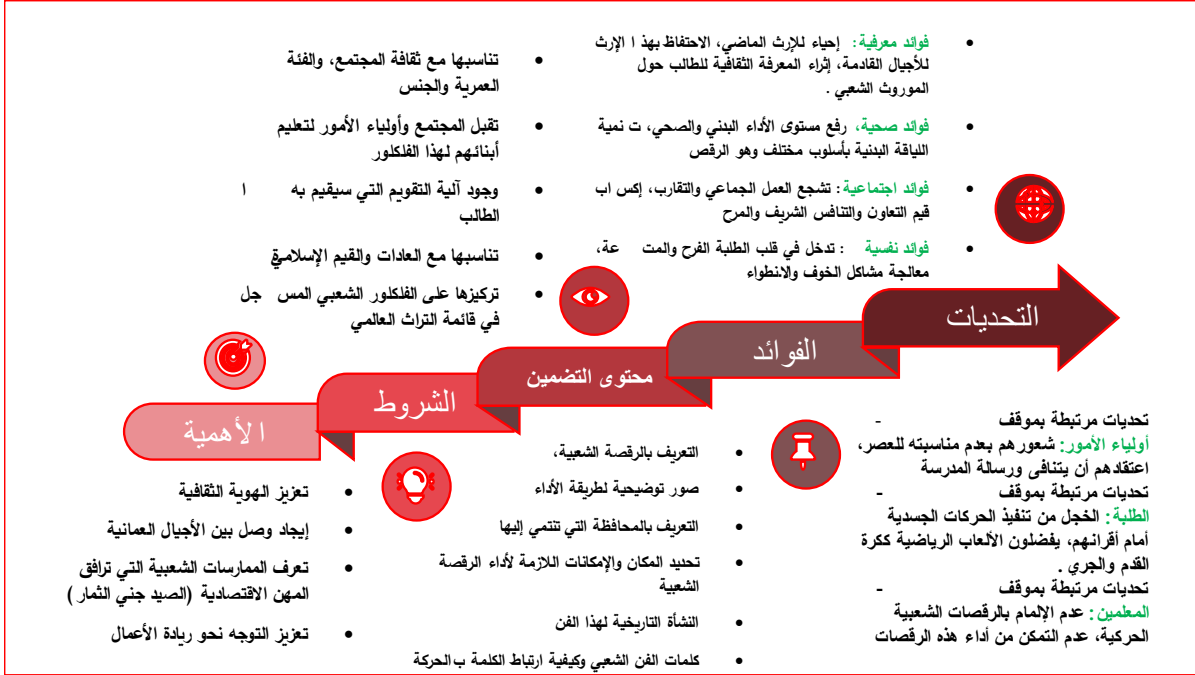 فوائد معرفية: إحياء للإرث الماضي، الاحتفاظ بهذ ا الإرث
للأجيال القادمة، إثراء المعرفة الثقافية للطالب حول
الموروث الشعبي .
فوائد صحية، رفع مستوى الأداء البدني والصحي، ت نمية
اللياقة البدنية بأسلوب مختلف وهو الرقص
فوائد اجتماعية: تشجع العمل الجماعي والتقارب، إكس اب
قيم التعاون والتنافس الشريف والمرح
فوائد نفسية : تدخل في قلب الطلبة الفرح والمت عة،
معالجة مشاكل الخوف والانطواء
تناسبها مع ثقافة المجتمع، والفئة
العمرية والجنس
تقبل المجتمع وأولياء الأمور لتعليم
أبنائهم لهذا الفلكلور
وجود آلية التقويم التي سيقيم به ا
الطالب
تناسبها مع العادات والقيم الإسلامية
تركيزها على الفلكلور الشعبي المس جل
في قائمة التراث العالمي
التحديات
الفوائد
محتوى التضمين
الشروط
الأهمية
تحديات مرتبطة بموقف -
أولياء الأمور: شعورهم بعدم مناسبته للعصر،
اعتقادهم أن يتنافى ورسالة المدرسة
تحديات مرتبطة بموقف -
الطلبة: الخجل من تنفيذ الحركات الجسدية
أمام أقرانهم، يفضلون الألعاب الرياضية ككرة
القدم والجري .
تحديات مرتبطة بموقف -
المعلمين: عدم الإلمام بالرقصات الشعبية
الحركية، عدم التمكن من أداء هذه الرقصات
التعريف بالرقصة الشعبية،
صور توضيحية لطريقة الأداء
التعريف بالمحافظة التي تنتمي إليها
تحديد المكان والإمكانات اللازمة لأداء الرقصة
الشعبية
النشأة التاريخية لهذا الفن
كلمات الفن الشعبي وكيفية ارتباط الكلمة ب الحركة
تعزيز الهوية الثقافية
إيجاد وصل بين الأجيال العمانية
تعرف الممارسات الشعبية التي ترافق
المهن الاقتصادية (الصيد جني الثمار )
تعزيز التوجه نحو ريادة الأعمال